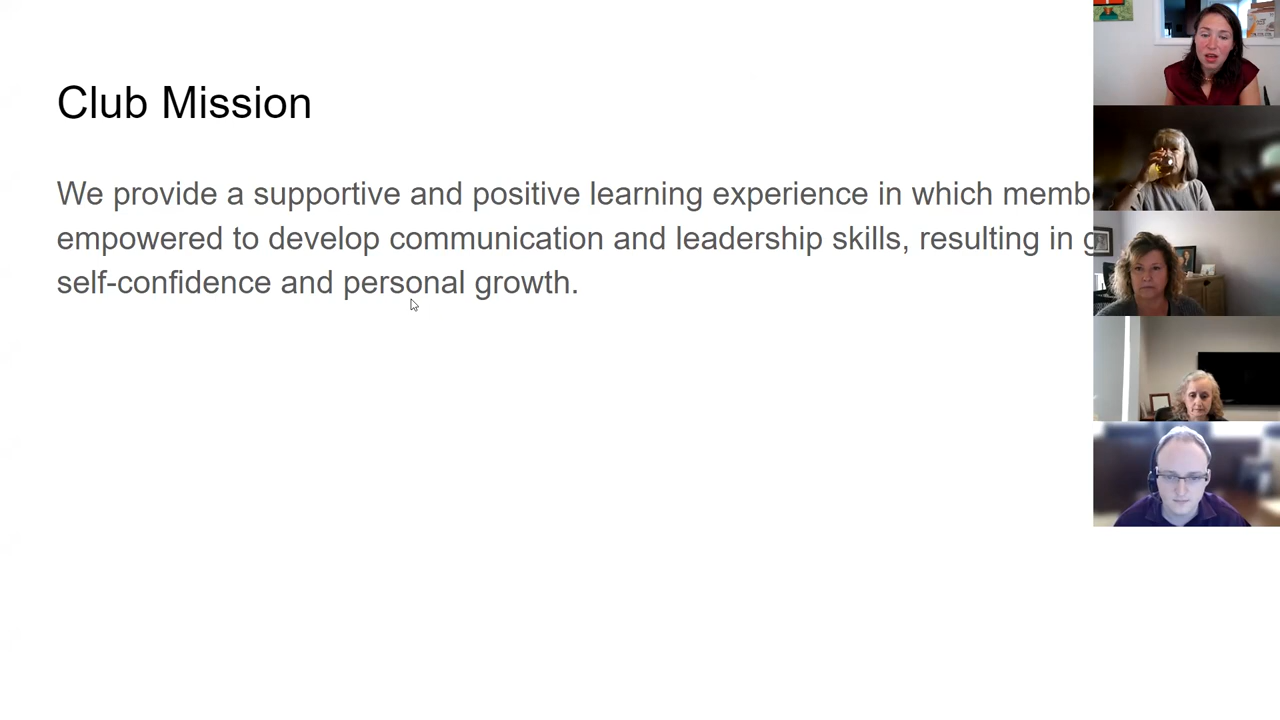 Club Mission
We provide a supportive and positive learning experience in which memb
empowered to develop communication and leadership skills, resulting in g
self-confidence and personal growth.